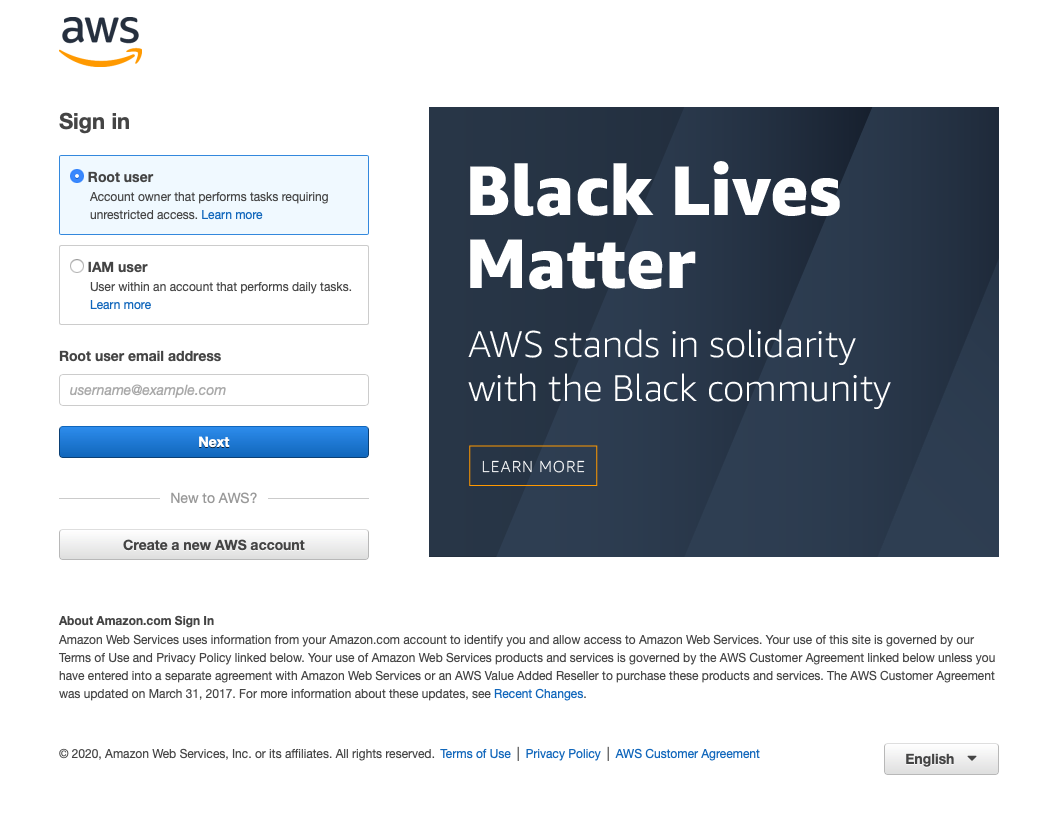 aws
Sign in
Root user
Account owner that performs tasks requiring
unrestricted access. Learn more
IAM user
User within an account that performs daily tasks.
Learn more
Root user email address
username@example.com
Next
New to AWS?
Create a new AWS account
Black Lives
Matter
AWS stands in solidarity
with the Black community
LEARN MORE
About Amazon.com Sign In
Amazon Web Services uses information from your Amazon.com account to identify you and allow access to Amazon Web Services. Your use of this site is governed by our
Terms of Use and Privacy Policy linked below. Your use of Amazon Web Services products and services is governed by the AWS Customer Agreement linked below unless you
have entered into a separate agreement with Amazon Web Services or an AWS Value Added Reseller to purchase these products and services. The AWS Customer Agreement
was updated on March 31, 2017. For more information about these updates, see Recent Changes.
© 2020, Amazon Web Services, Inc. or its affiliates. All rights reserved. Terms of Use | Privacy Policy | AWS Customer Agreement
English